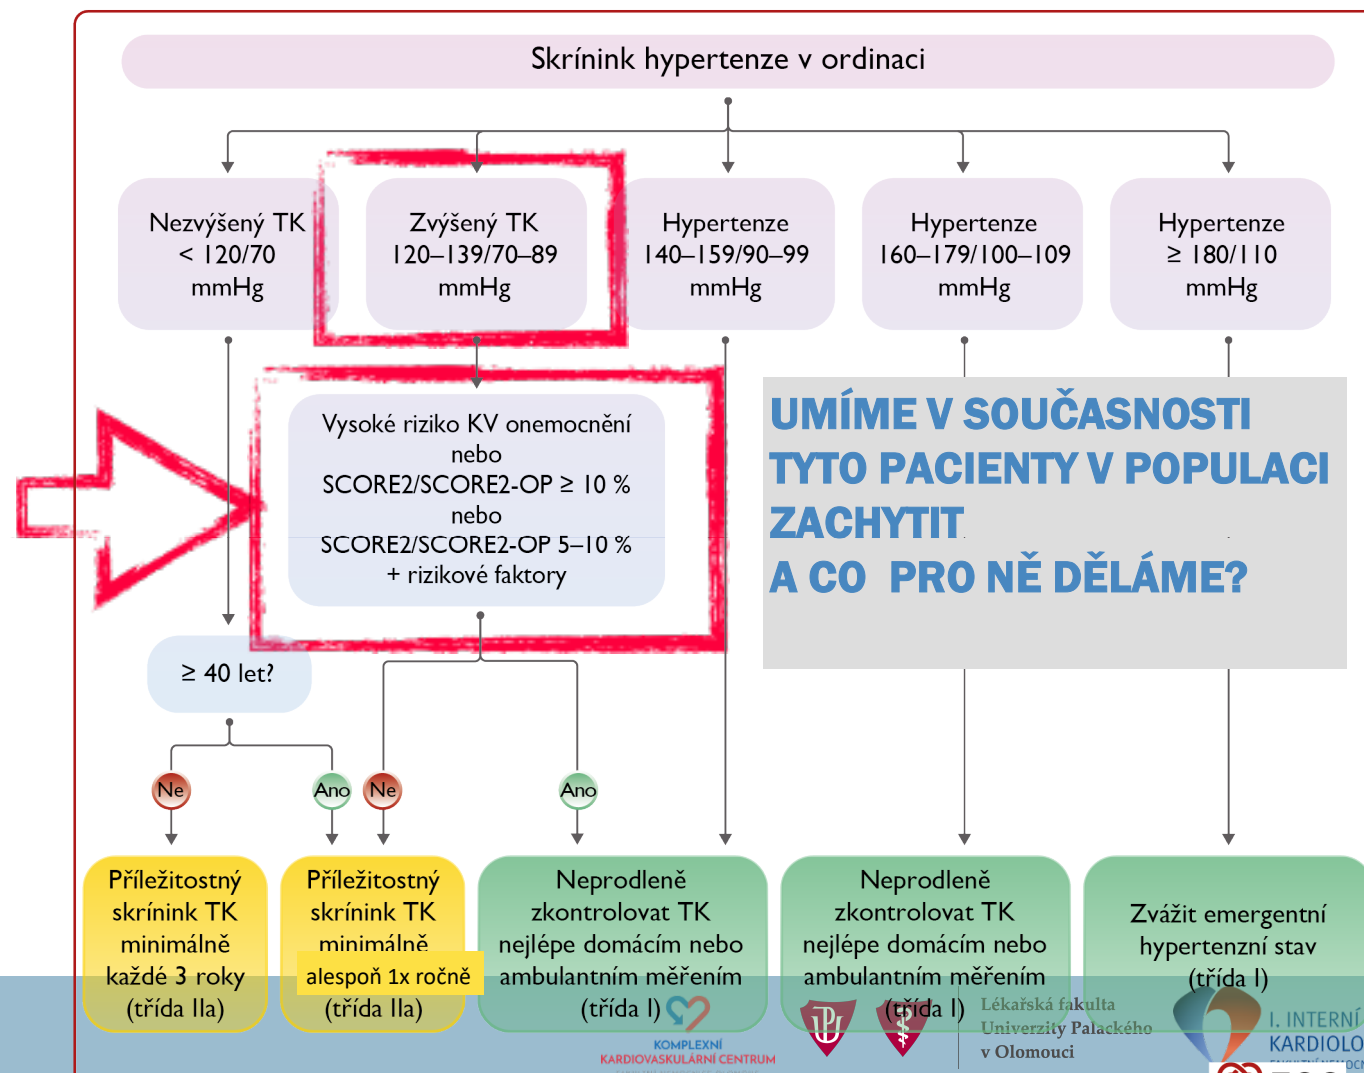 Skrínink hypertenze v ordinaci
Nezvýšený TK
< 120/70
mmHg
Zvýšený TK
120–139/70–89
mmHg
Hypertenze
140–159/90–99
mmHg
Hypertenze
160–179/100–109
mmHg
Hypertenze
≥ 180/110
mmHg
Vysoké riziko KV onemocnění
nebo
SCORE2/SCORE2-OP ≥ 10 %
nebo
SCORE2/SCORE2-OP 5–10 %
+ rizikové faktory
UMÍME V SOUČASNOSTI
TYTO PACIENTY V POPULACI
ZACHYTIT
A CO PRO NĚ DĚLÁME?
≥ 40 let?
Ne
Ano
Ne
Ano
Příležitostný
skrínink TK
minimálně
každé 3 roky
(třída IIa)
Příležitostný
skrínink TK
minimálně
alespoň 1x ročně
(třída IIa)
Neprodleně
zkontrolovat TK
nejlépe domácím nebo
ambulantním měřením
(třída I)
Neprodleně
zkontrolovat TK
nejlépe domácím nebo
ambulantním měřením
(třída I)
Zvážit emergentní
hypertenzní stav
(třída I)
KOMPLEXNÍ
KARDIOVASKULÁRNÍ CENTRUM
Lékařská fakulta
Univerzity Palackého
v Olomouci
I. INTERNÍ
KARDIOLO